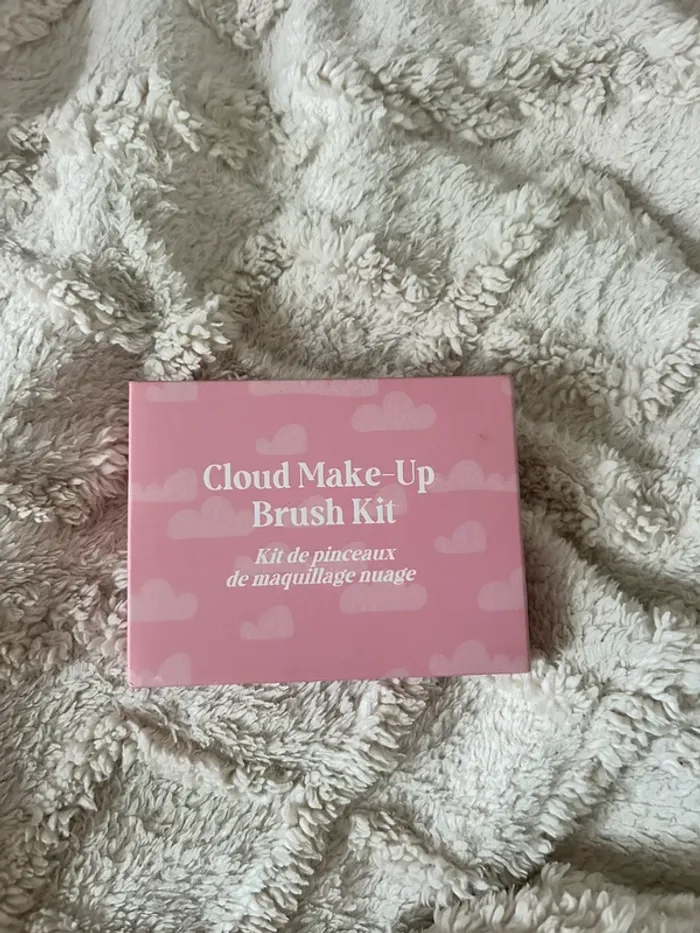 Cloud Make-Up
Brush Kit
Kit de pinceaux
de maquillage nuage